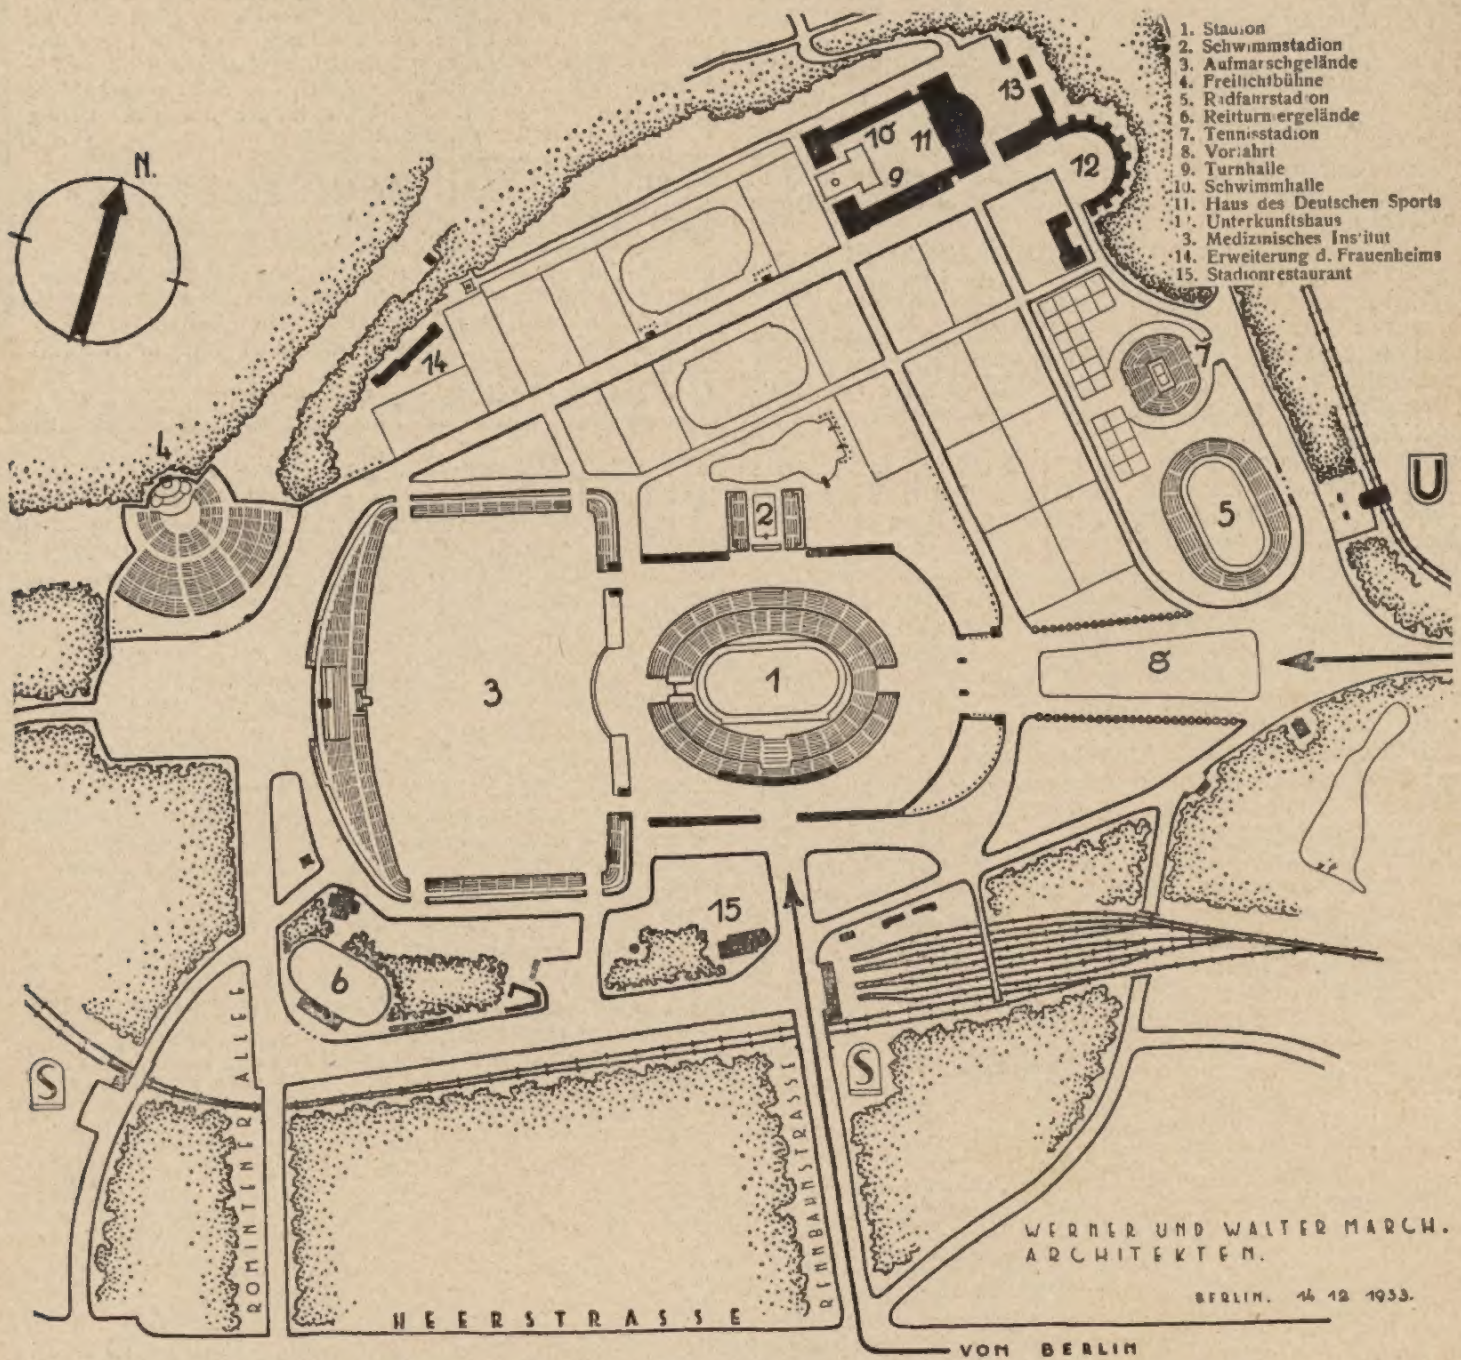 1. Stadion
2. Schwimmstadion
3. Aufmarschgelände
4. Freilichtbühne
5. Radfahrstadion
6. Reitturniergelände
7. Tennisstadion
8. Vorfahrt
9. Turnhalle
10. Schwimmhalle
11. Haus des Deutschen Sports
1'. Unterkunftshaus
3. Medizinisches Institut
14. Erweiterung d. Frauenheims
15. Stadionrestaurant
N.
13
10
11
12
9
14
7
4
U
2
5
8
3
1
15
6
S
S
ROMINTENER ALLEE
RENNBAHNSTRASSE
HEERSTRASSE
WERNER UND WALTER MARCH.
ARCHITEKTEN.
BERLIN. 14 12 1933.
VON BERLIN